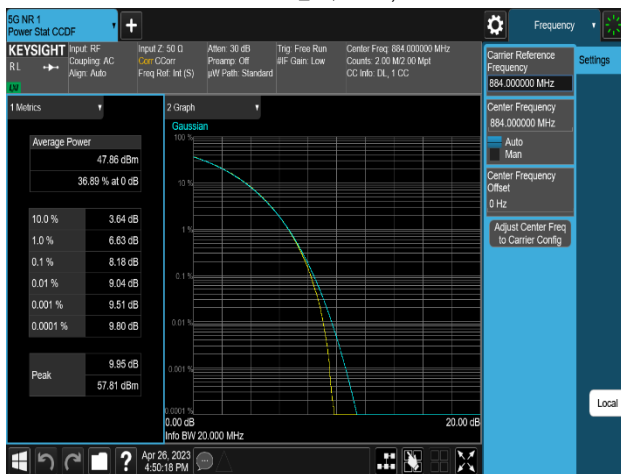 5G NR 1
Power Stat CCDF
Frequency
KEYSIGHT
Input: RF
Input Z: 50 Ω
Atten: 30 dB
Trig: Free Run
Center Freq: 884.000000 MHz
RL
Coupling: AC
Corr CCorr
Preamp: Off
#IF Gain: Low
Counts: 2.00 M/2.00 Mpt
Align: Auto
Freq Ref: Int (S)
µW Path: Standard
CC Info: DL, 1 CC
1 Metrics
2 Graph
Gaussian
Average Power
47.86 dBm
36.89 % at 0 dB
10.0 % 3.64 dB
1.0 % 6.63 dB
0.1 % 8.18 dB
0.01 % 9.04 dB
0.001 % 9.51 dB
0.0001 % 9.80 dB
Peak
9.95 dB
57.81 dBm
100 %
10 %
1 %
0.1 %
0.01 %
0.001 %
0.0001 %
0.00 dB
20.00 dB
Info BW 20.000 MHz
Carrier Reference
Frequency
884.000000 MHz
Settings
Center Frequency
884.000000 MHz
Auto
Man
Center Frequency
Offset
0 Hz
Adjust Center Freq
to Carrier Config
Local
?
Apr 26, 2023
4:50:18 PM